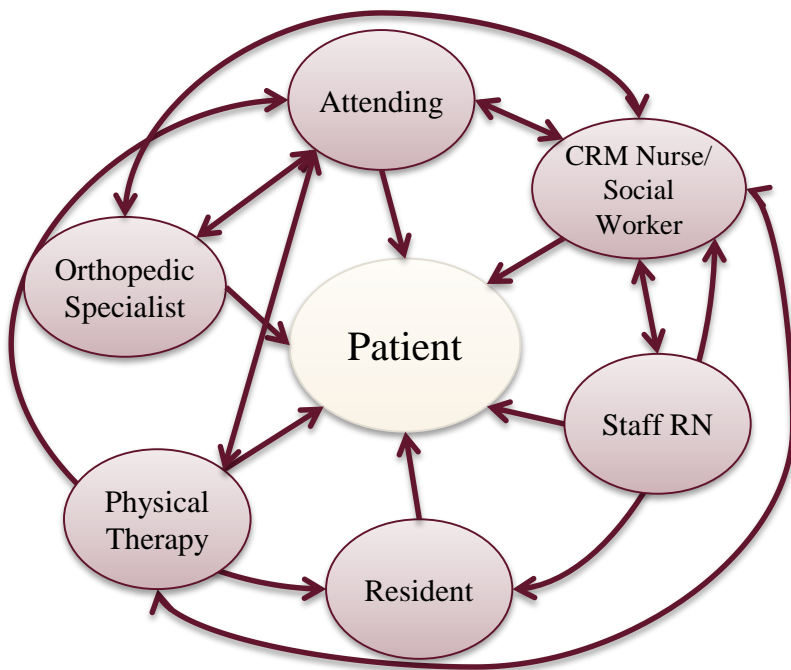 Attending
CRM Nurse/
Social
Worker
Orthopedic
Specialist
Patient
Staff RN
Physical
Therapy
Resident